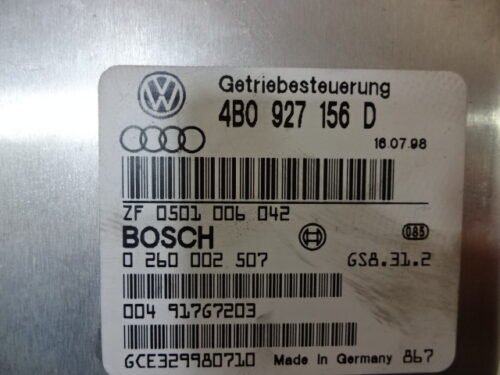 Getriebesteuerung
4B0 927 156 D
16.07.98
ZF 0501 006 042
BOSCH
085
0 260 002 507 GS8.31.2
004 91767203
GCE329980710 Made In Germany 867